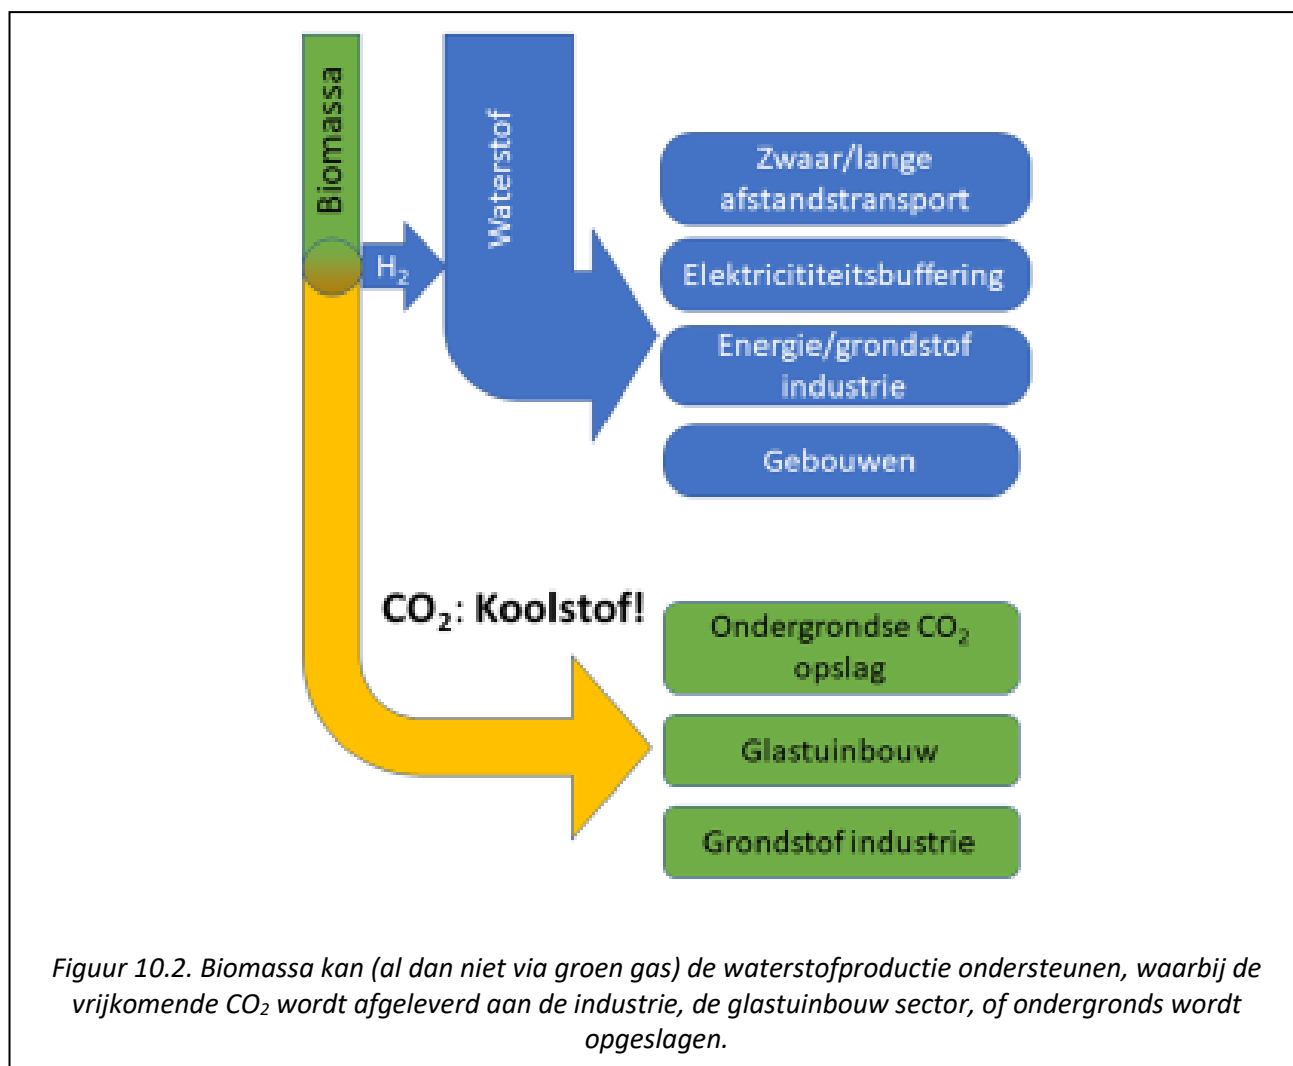 Biomassa
H₂
Waterstof
Zwaar/lange
afstandstransport
Elektricititeitsbuffering
Energie/grondstof
industrie
Gebouwen
CO₂: Koolstof!
Ondergrondse CO₂
opslag
Glastuinbouw
Grondstof industrie
Figuur 10.2. Biomassa kan (al dan niet via groen gas) de waterstofproductie ondersteunen, waarbij de
vrijkomende CO₂ wordt afgeleverd aan de industrie, de glastuinbouw sector, of ondergronds wordt
opgeslagen.